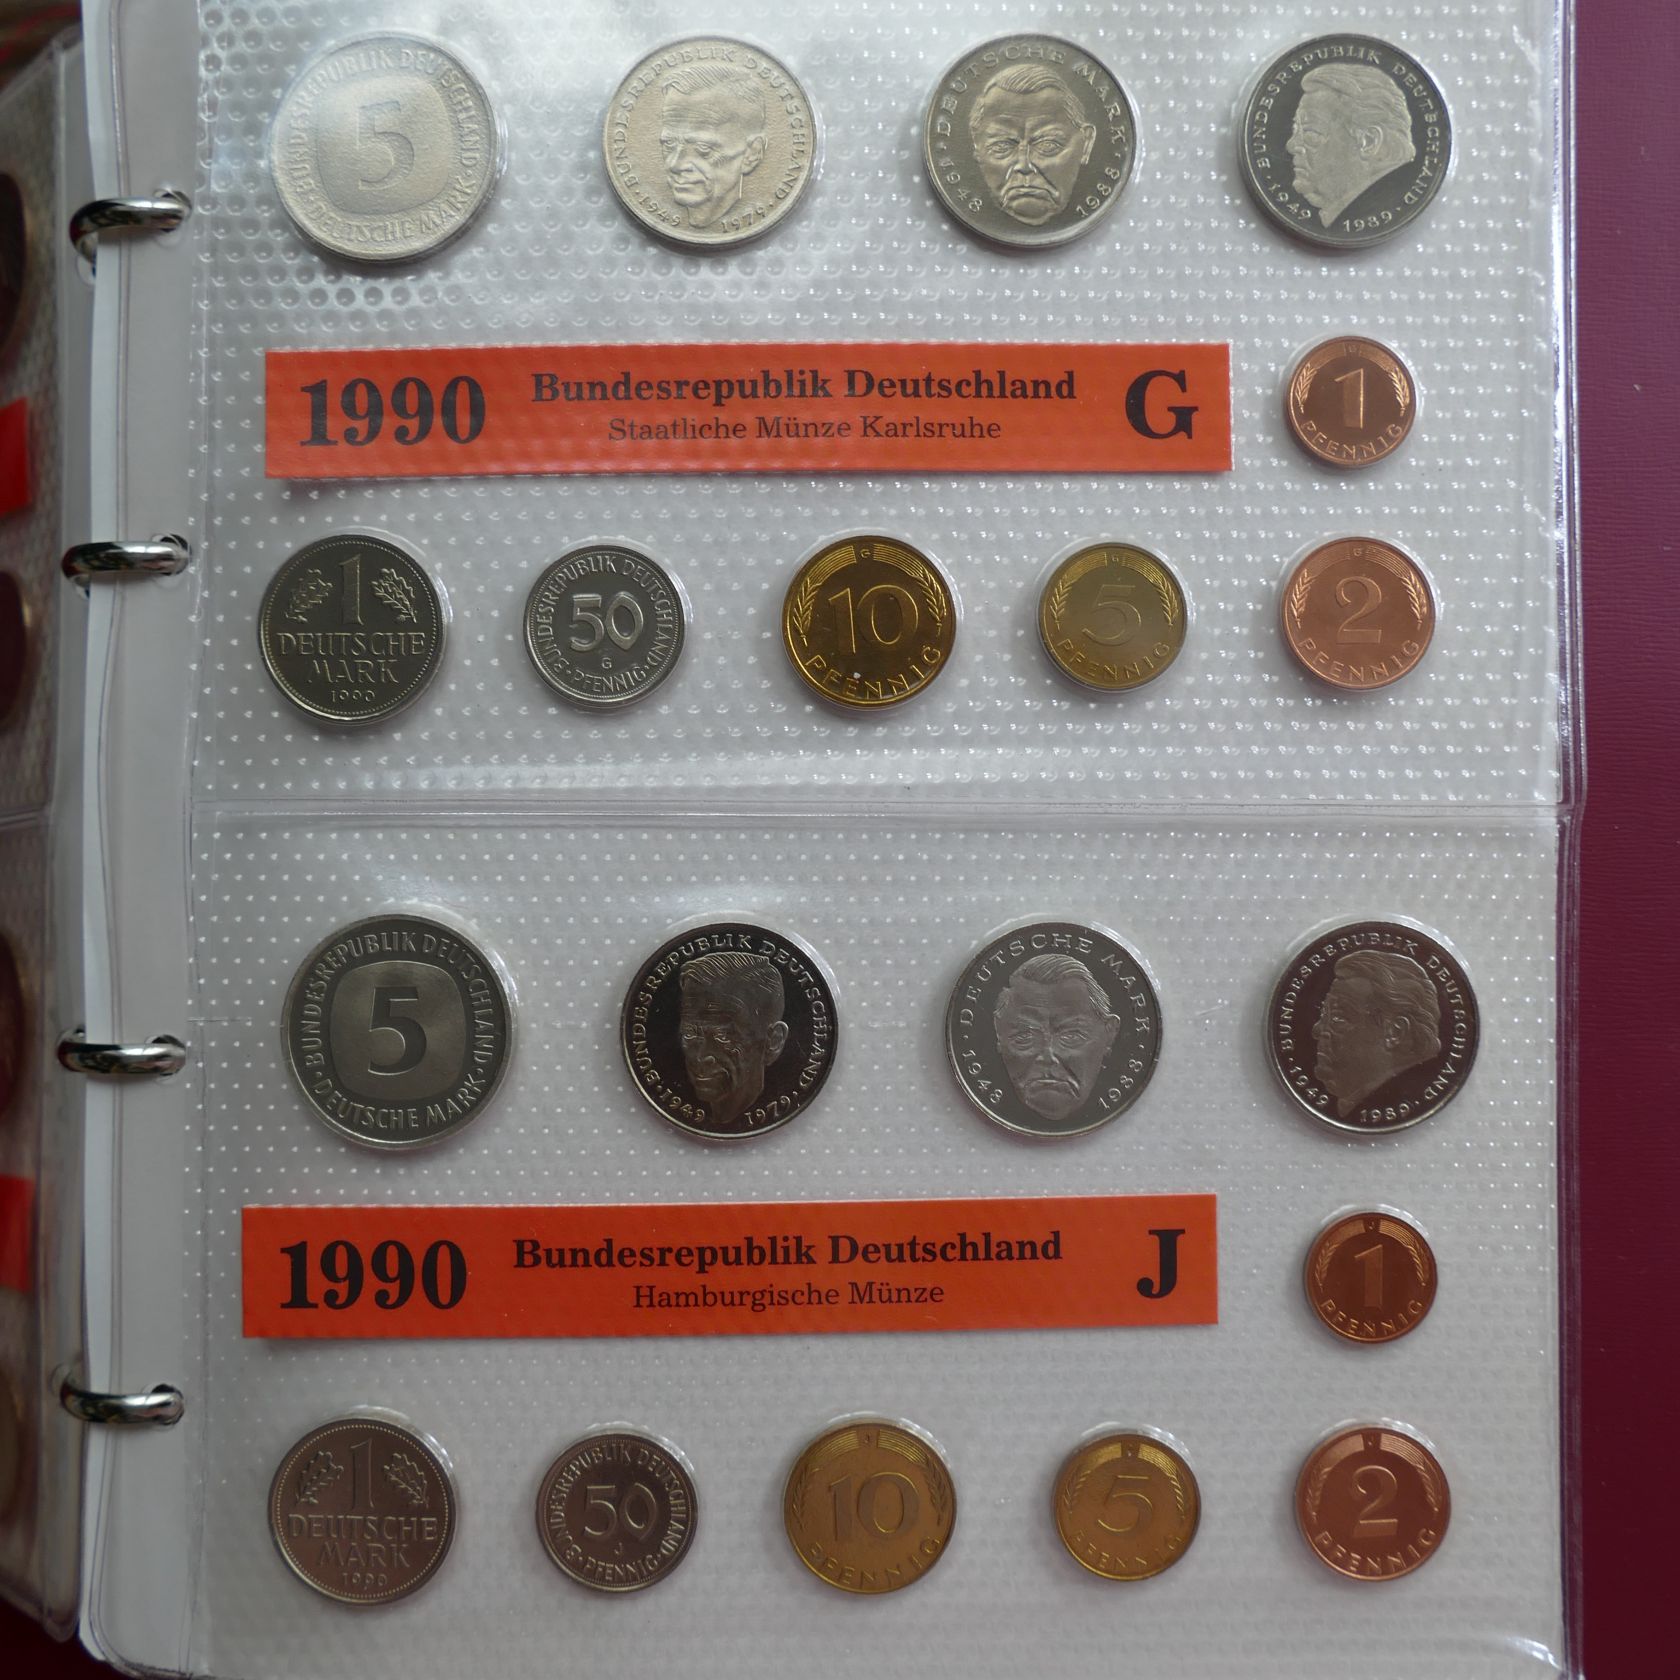 BUNDESREPUBLIK DEUTSCHLAND · DEUTSCHE MARK ·
5
BUNDESREPUBLIK DEUTSCHLAND
· 1949 1979 ·
· DEUTSCHE MARK ·
1948 1988
· BUNDESREPUBLIK DEUTSCHLAND
· 1949 1989 ·
1990 Bundesrepublik Deutschland G
Staatliche Münze Karlsruhe
G
1
PFENNIG
1
DEUTSCHE
MARK
1990
BUNDESREPUBLIK DEUTSCHLAND
50
G
· PFENNIG ·
G
10
PFENNIG
G
5
PFENNIG
G
2
PFENNIG
· BUNDESREPUBLIK DEUTSCHLAND · DEUTSCHE MARK
5
· BUNDESREPUBLIK DEUTSCHLAND
· 1949 1979 ·
· DEUTSCHE MARK ·
1948 1988
· BUNDESREPUBLIK DEUTSCHLAND
· 1949 1989 ·
1990 Bundesrepublik Deutschland J
Hamburgische Münze
J
1
PFENNIG
1
DEUTSCHE
MARK
1990
BUNDESREPUBLIK DEUTSCHLAND
50
J
· PFENNIG ·
J
10
PFENNIG
J
5
PFENNIG
J
2
PFENNIG